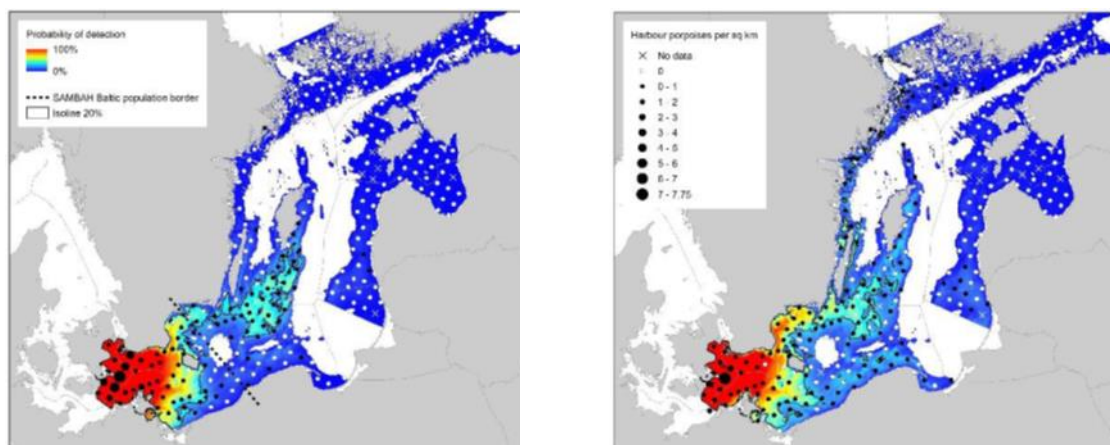 Probability of detection
100%
0%
SAMBAH Baltic population border
Isoline 20%
Harbour porpoises per sq km
No data
0
0 - 1
1 - 2
2 - 3
3 - 4
4 - 5
5 - 6
6 - 7
7 - 7.75